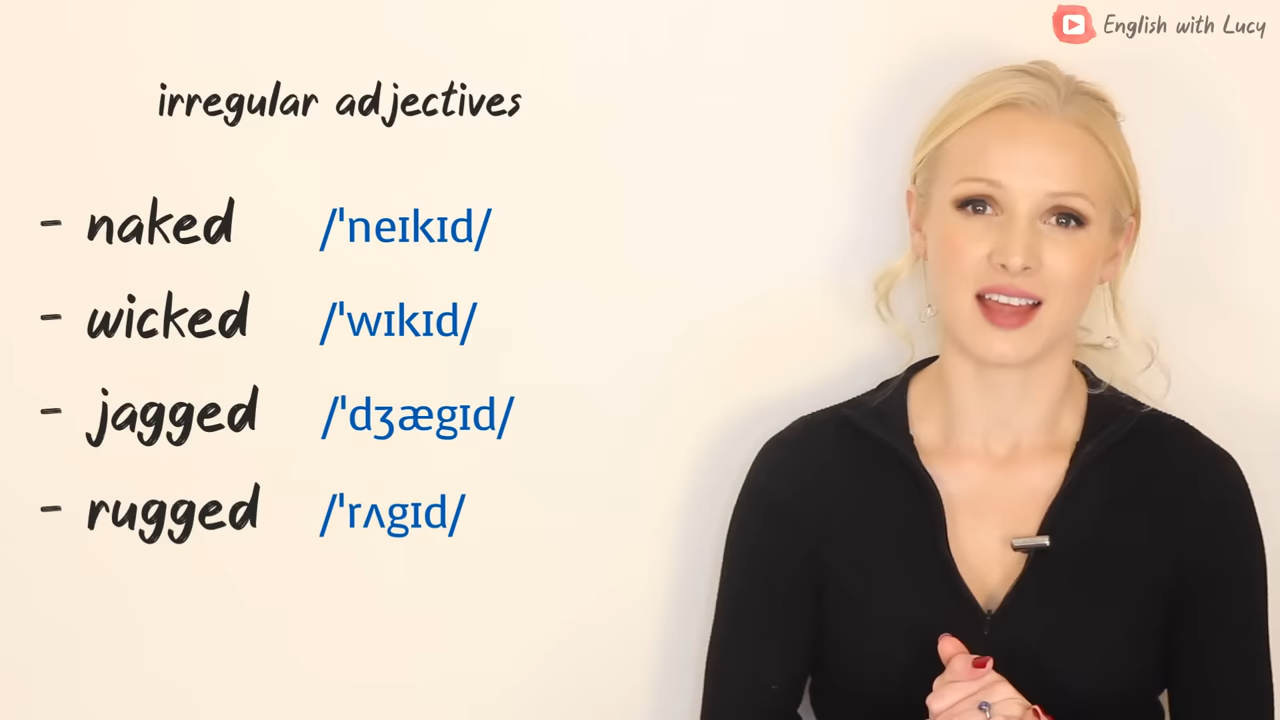 English with Lucy
irregular adjectives
- naked /ˈneɪkɪd/
- wicked /ˈwɪkɪd/
- jagged /ˈdʒægɪd/
- rugged /ˈrʌgɪd/